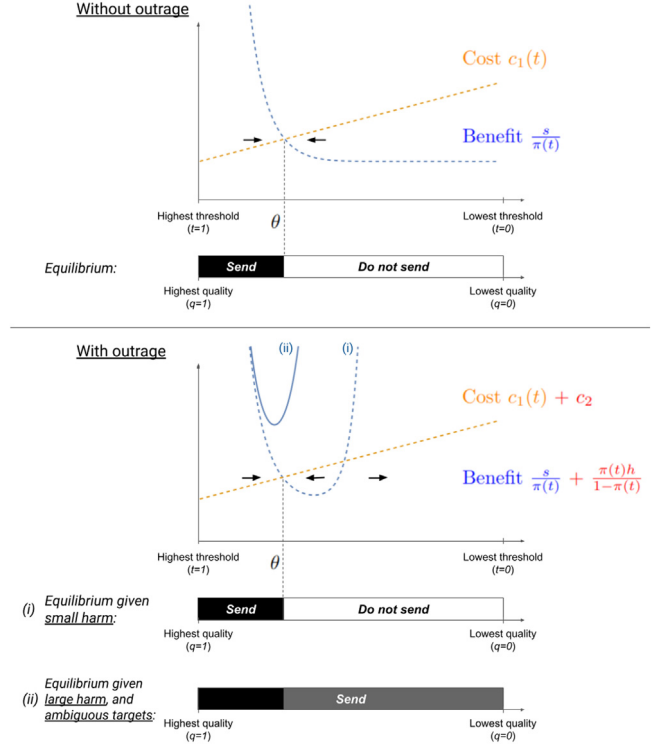 Without outrage
Cost c₁(t)
Benefit s/π(t)
Highest threshold
(t=1)
θ
Lowest threshold
(t=0)
Equilibrium:
Send
Do not send
Highest quality
(q=1)
Lowest quality
(q=0)
With outrage
(ii)
(i)
Cost c₁(t) + c₂
Benefit s/π(t) + π(t)h/1−π(t)
Highest threshold
(t=1)
θ
Lowest threshold
(t=0)
(i)
Equilibrium given
small harm:
Send
Do not send
Highest quality
(q=1)
Lowest quality
(q=0)
(ii)
Equilibrium given
large harm, and
ambiguous targets:
Send
Highest quality
(q=1)
Lowest quality
(q=0)